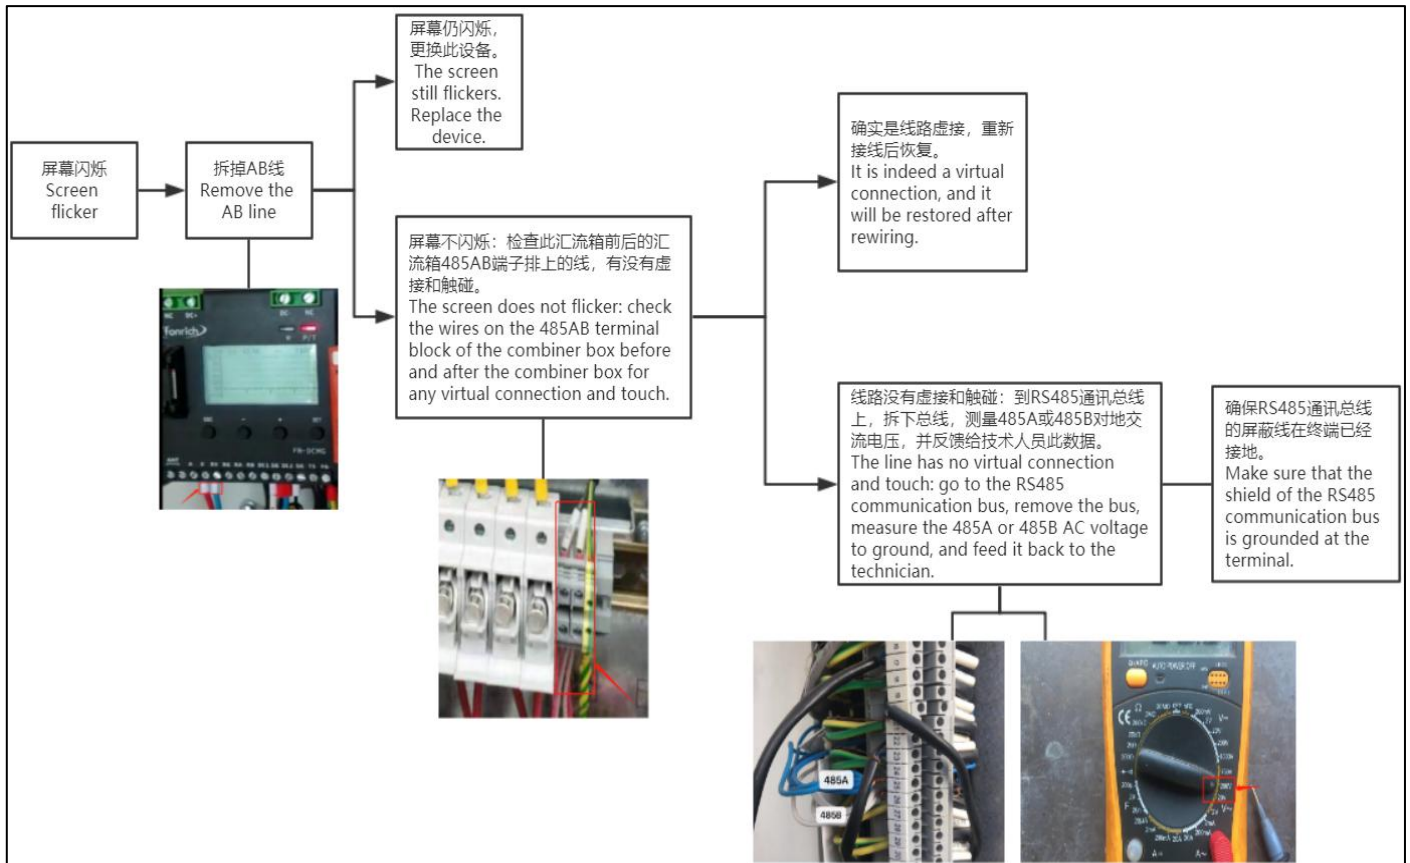 屏幕闪烁
Screen
flicker
拆掉AB线
Remove the
AB line
屏幕仍闪烁,
更换此设备。
The screen
still flickers.
Replace the
device.
屏幕不闪烁：检查此汇流箱前后的汇
流箱485AB端子排上的线，有没有虚
接和触碰。
The screen does not flicker: check
the wires on the 485AB terminal
block of the combiner box before
and after the combiner box for
any virtual connection and touch.
确实是线路虚接，重新
接线后恢复。
It is indeed a virtual
connection, and it
will be restored after
rewiring.
线路没有虚接和触碰：到RS485通讯总线
上，拆下总线，测量485A或485B对地交
流电压，并反馈给技术人员此数据。
The line has no virtual connection
and touch: go to the RS485
communication bus, remove the bus,
measure the 485A or 485B AC voltage
to ground, and feed it back to the
technician.
确保RS485通讯总线
的屏蔽线在终端已经
接地。
Make sure that the
shield of the RS485
communication bus
is grounded at the
terminal.
NC DC+ DC- NC
Fonrich
FN-DCMG
485A
485B
AUTO POWER OFF